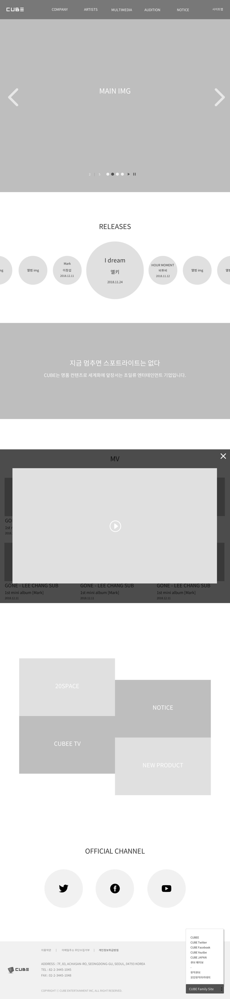 CUBE COMPANY ARTISTS MULTIMEDIA AUDITION NOTICE 사이트맵
MAIN IMG
2 | 5
RELEASES
앨범 img
Mark
이창섭
2018.12.11
I dream
엘키
2018.11.24
HOUR MOMENT
비투비
2018.11.12
앨범 img
지금 멈추면 스포트라이트는 없다
CUBE는 명품 컨텐츠로 세계화에 앞장서는 초일류 엔터테인먼트 기업입니다.
MV
GONE - LEE CHANG SUB GONE - LEE CHANG SUB GONE - LEE CHANG SUB
1st mini album [Mark] 1st mini album [Mark] 1st mini album [Mark]
2018.12.11 2018.12.11 2018.12.11
20SPACE
NOTICE
CUBEE TV
NEW PRODUCT
OFFICIAL CHANNEL
이용약관 | 이메일주소 무단수집거부 | 개인정보취급방침
CUBE
ADDRESS : 7F, 83, ACHASAN-RO, SEONGDONG-GU, SEOUL, 04793 KOREA
TEL : 82-2-3445-1045
FAX : 02-2-3445-1048
COPYRIGHT ⓒ CUBE ENTERTAINMENT INC, ALL RIGHT RESERVED.
CUBEE
CUBE Twitter
CUBE Facebook
CUBE Youtbe
CUBE JAPAN
큐브 웨이보
-
뮤직큐브
모던뮤직아카데미
CUBE Family Site